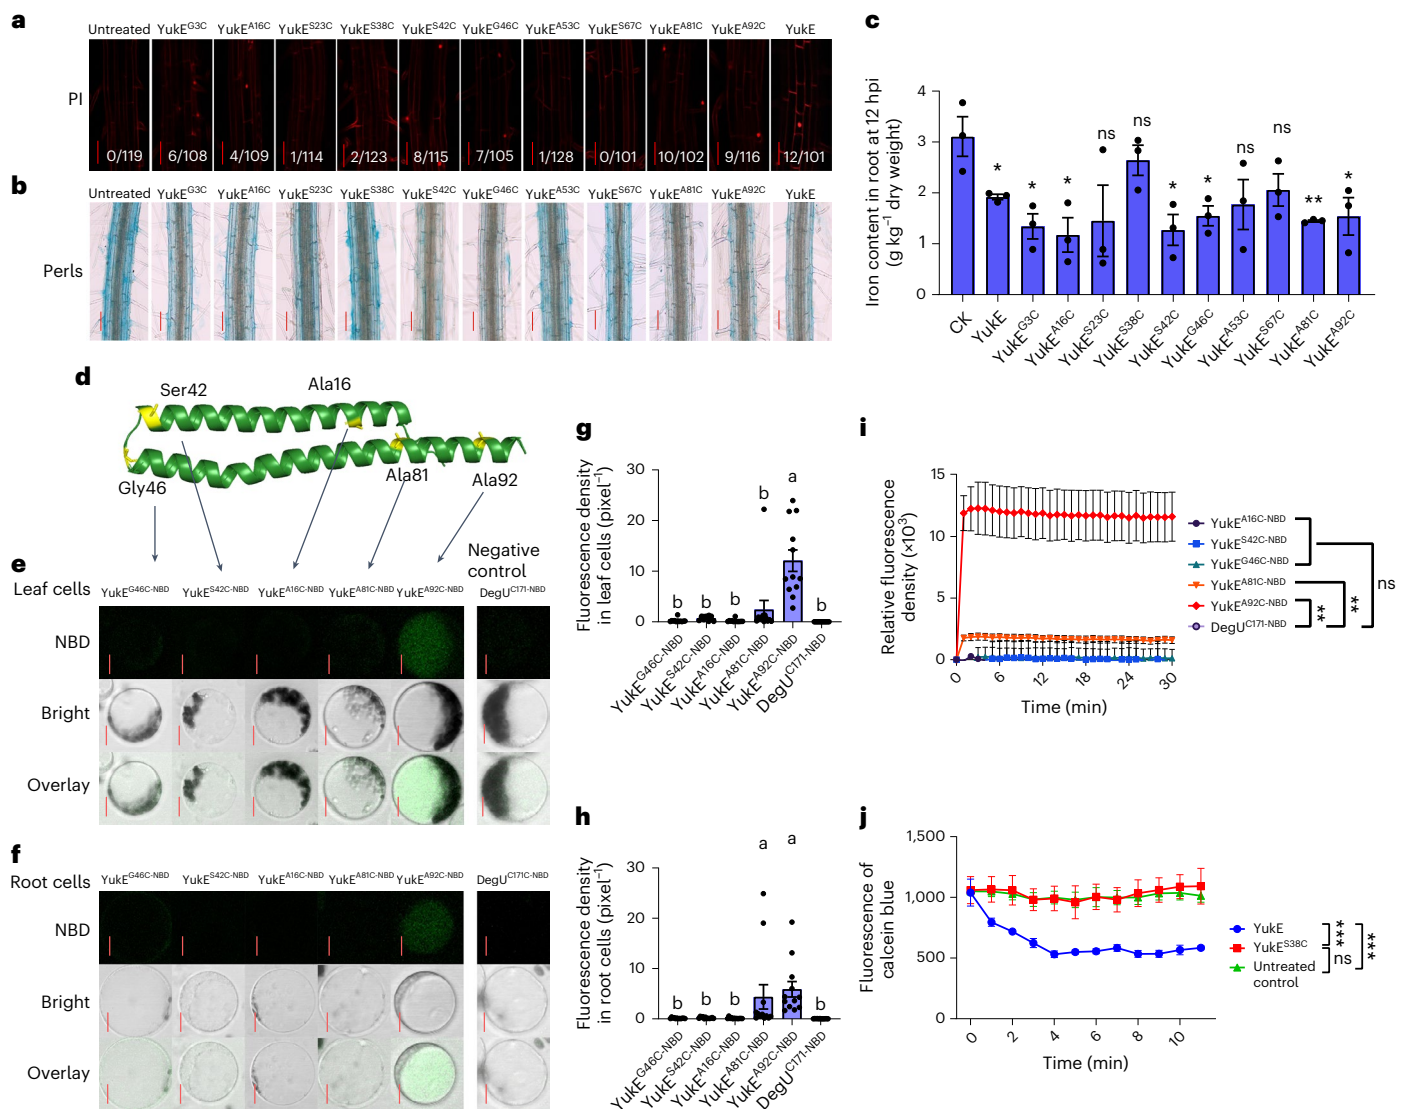 a
Untreated YukE^G3C YukE^A16C YukE^S23C YukE^S38C YukE^S42C YukE^G46C YukE^A53C YukE^S67C YukE^A81C YukE^A92C YukE
PI
0/119 6/108 4/109 1/114 2/123 8/115 7/105 1/128 0/101 10/102 9/116 12/101
b
Untreated YukE^G3C YukE^A16C YukE^S23C YukE^S38C YukE^S42C YukE^G46C YukE^A53C YukE^S67C YukE^A81C YukE^A92C YukE
Perls
c
Iron content in root at 12 hpi
(g kg⁻¹ dry weight)
4
3
2
1
0
* * * ns ns * * ns ns ** *
CK YukE YukE^G3C YukE^A16C YukE^S23C YukE^S38C YukE^S42C YukE^G46C YukE^A53C YukE^S67C YukE^A81C YukE^A92C
d
Ser42 Ala16
Gly46 Ala81 Ala92
e
Negative
control
Leaf cells YukE^G46C-NBD YukE^S42C-NBD YukE^A16C-NBD YukE^A81C-NBD YukE^A92C-NBD DegU^C171-NBD
NBD
Bright
Overlay
f
Root cells YukE^G46C-NBD YukE^S42C-NBD YukE^A16C-NBD YukE^A81C-NBD YukE^A92C-NBD DegU^C171C-NBD
NBD
Bright
Overlay
g
Fluorescence density
in leaf cells (pixel⁻¹)
30
20
10
0
b b b b a b
YukE^G46C-NBD YukE^S42C-NBD YukE^A16C-NBD YukE^A81C-NBD YukE^A92C-NBD DegU^C171-NBD
h
Fluorescence density
in root cells (pixel⁻¹)
30
20
10
0
b b b a a b
YukE^G46C-NBD YukE^S42C-NBD YukE^A16C-NBD YukE^A81C-NBD YukE^A92C-NBD DegU^C171-NBD
i
Relative fluorescence
density (×10³)
15
10
5
0
0 6 12 18 24 30
Time (min)
YukE^A16C-NBD
YukE^S42C-NBD
YukE^G46C-NBD
YukE^A81C-NBD
YukE^A92C-NBD
DegU^C171-NBD
** ** ns
j
Fluorescence of
calcein blue
1,500
1,000
500
0
0 2 4 6 8 10
Time (min)
YukE
YukE^S38C
Untreated
control
*** ns ***